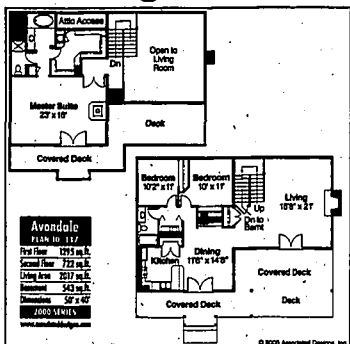 Attic Access
Open to
Living
Room
Dn
Master Suite
23' x 16'
Deck
Covered Deck
Bedroom
10'2" x 11'
Bedroom
10' x 11'
Living
15'8" x 21'
Up
Dn to
Bsmt
Kitchen
Dining
11'6" x 14'8"
Covered Deck
Deck
Covered Deck
Avondale
PLAN ID 117
First Floor 1295 sq.ft.
Second Floor 722 sq.ft.
Living Area 2017 sq.ft.
Basement 543 sq.ft.
Dimensions 50' x 40'
2000 SERIES
© 2000 Associated Designs, Inc.